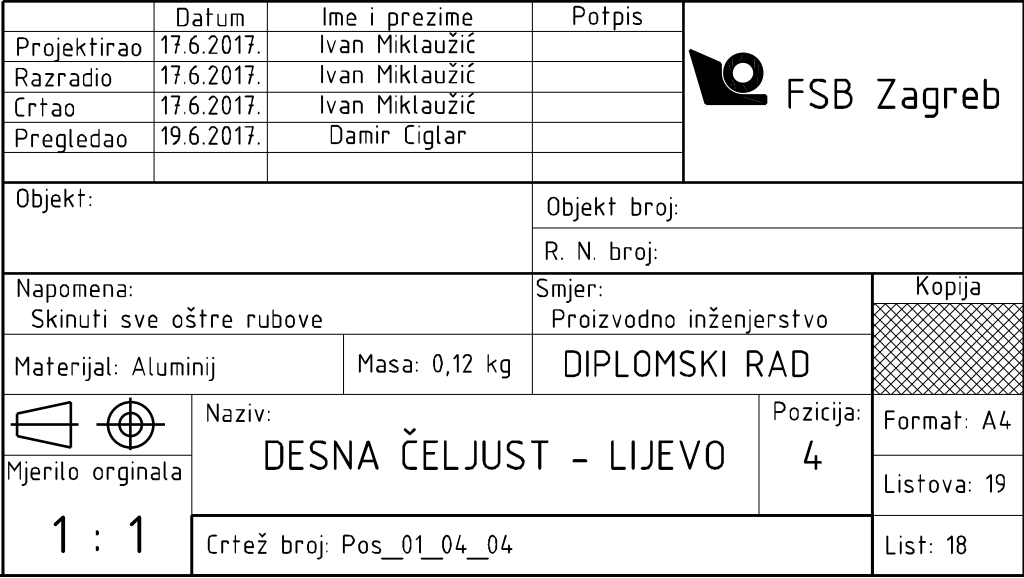 Datum Ime i prezime Potpis
Projektirao 17.6.2017. Ivan Miklaužić
Razradio 17.6.2017. Ivan Miklaužić
Crtao 17.6.2017. Ivan Miklaužić
Pregledao 19.6.2017. Damir Ciglar
FSB Zagreb
Objekt:
Objekt broj:
R. N. broj:
Napomena:
Skinuti sve oštre rubove
Smjer:
Proizvodno inženjerstvo
Kopija
Materijal: Aluminij
Masa: 0,12 kg
DIPLOMSKI RAD
Naziv:
DESNA ČELJUST - LIJEVO
Pozicija:
4
Format: A4
Mjerilo orginala
1 : 1
Listova: 19
Crtež broj: Pos_01_04_04
List: 18